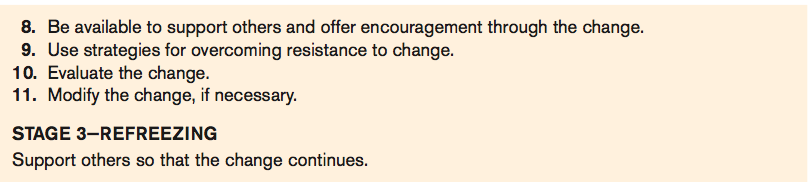 8. Be available to support others and offer encouragement through the change.
9. Use strategies for overcoming resistance to change.
10. Evaluate the change.
11. Modify the change, if necessary.
STAGE 3—REFREEZING
Support others so that the change continues.